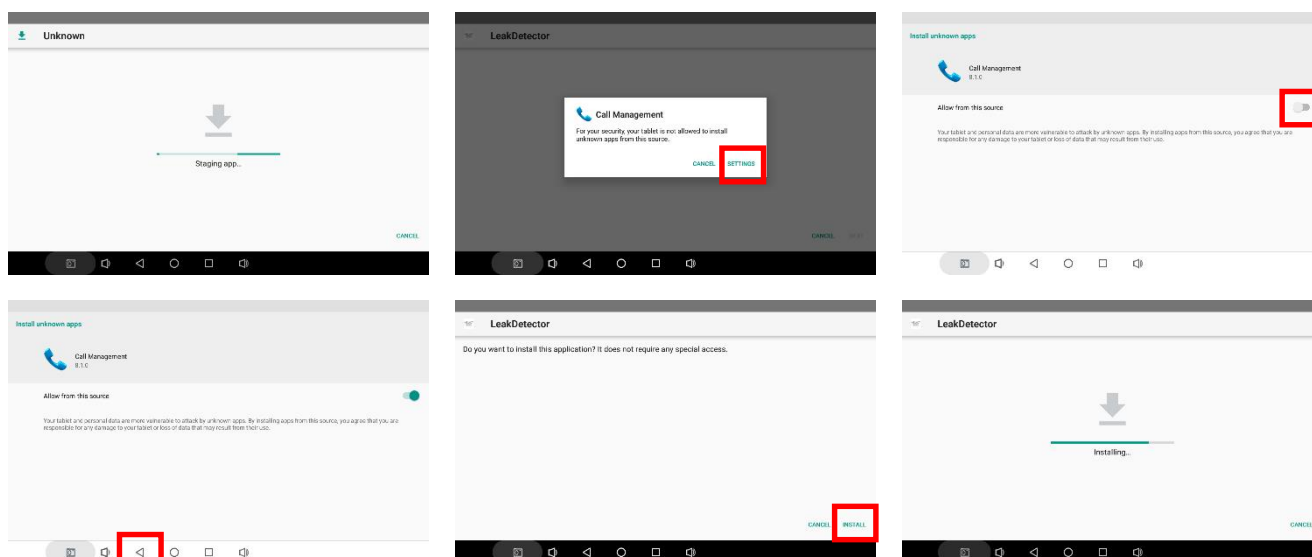 Unknown
Staging app..
CANCEL
LeakDetector
Call Management
For your security, your tablet is not allowed to install
unknown apps from this source.
CANCEL SETTINGS
CANCEL
Install unknown apps
Call Management
8.1.0
Allow from this source
Your tablet and personal data are more vulnerable to attack by unknown apps. By installing apps from this source, you agree that you are
responsible for any damage to your tablet or loss of data that may result from their use.
Install unknown apps
Call Management
8.1.0
Allow from this source
Your tablet and personal data are more vulnerable to attack by unknown apps. By installing apps from this source, you agree that you are
responsible for any damage to your tablet or loss of data that may result from their use.
LeakDetector
Do you want to install this application? It does not require any special access.
CANCEL INSTALL
LeakDetector
Installing..
CANCEL